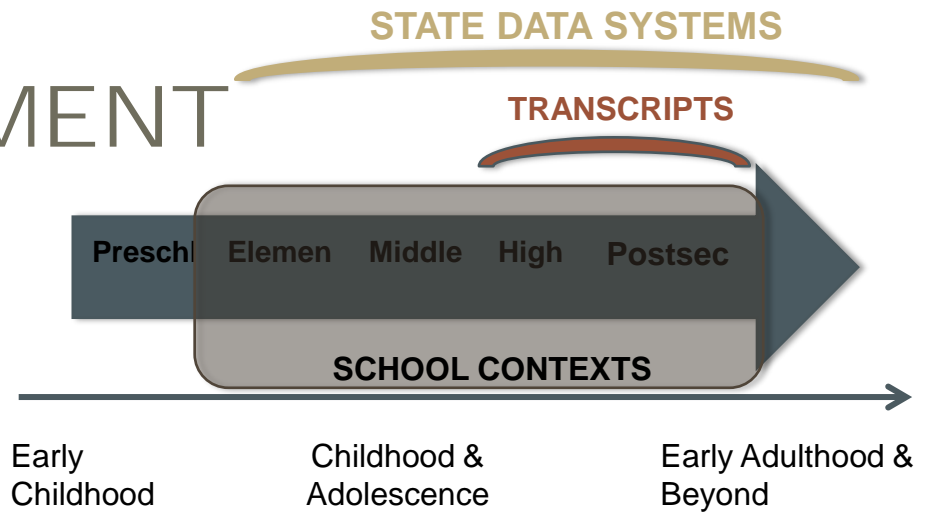 STATE DATA SYSTEMS
MENT
TRANSCRIPTS
Preschl Elemen Middle High Postsec
SCHOOL CONTEXTS
Early Childhood & Early Adulthood &
Childhood Adolescence Beyond